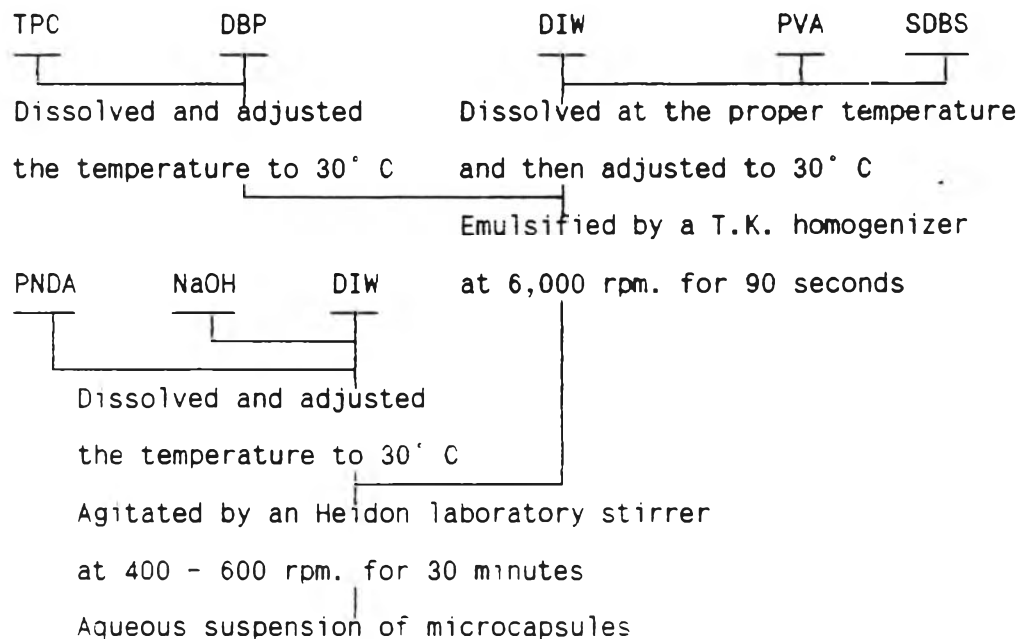 TPC DBP DIW PVA SDBS
Dissolved and adjusted Dissolved at the proper temperature
the temperature to 30° C and then adjusted to 30° C
Emulsified by a T.K. homogenizer
PNDA NaOH DIW at 6,000 rpm. for 90 seconds
Dissolved and adjusted
the temperature to 30° C
Agitated by an Heidon laboratory stirrer
at 400 - 600 rpm. for 30 minutes
Aqueous suspension of microcapsules